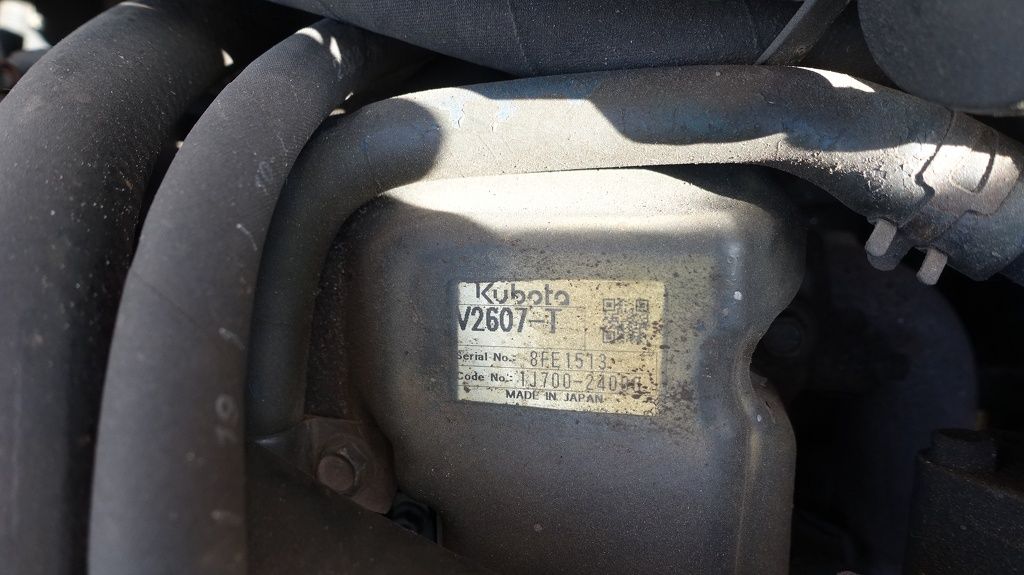 Kubota
V2607-T
Serial No.: 8FE1513
Code No.: 1J700-24000
MADE IN JAPAN